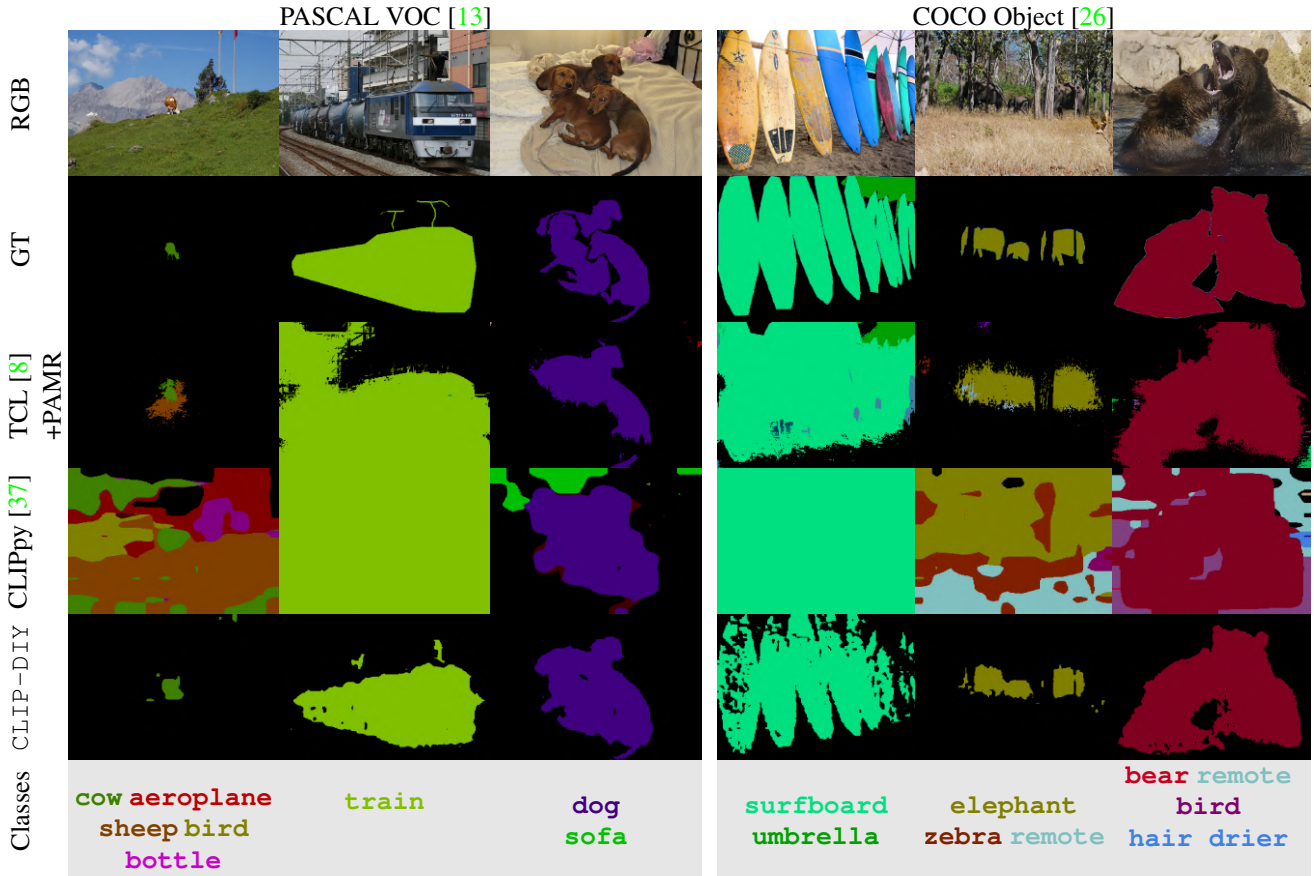 PASCAL VOC [13]
COCO Object [26]
RGB
GT
TCL [8]
+PAMR
CLIPpy [37]
CLIP-DIY
Classes
cow aeroplane
sheep bird
bottle
train
dog
sofa
surfboard
umbrella
elephant
zebra remote
bear remote
bird
hair drier